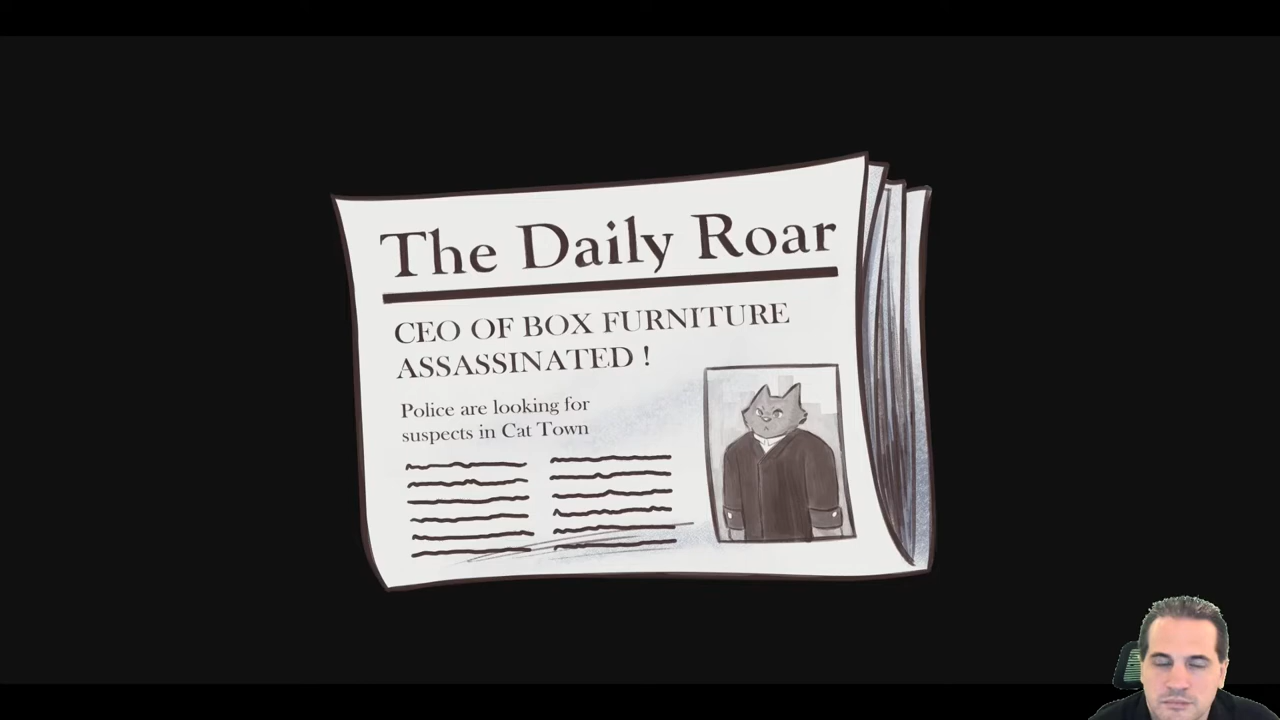 The Daily Roar
CEO OF BOX FURNITURE
ASSASSINATED !
Police are looking for
suspects in Cat Town